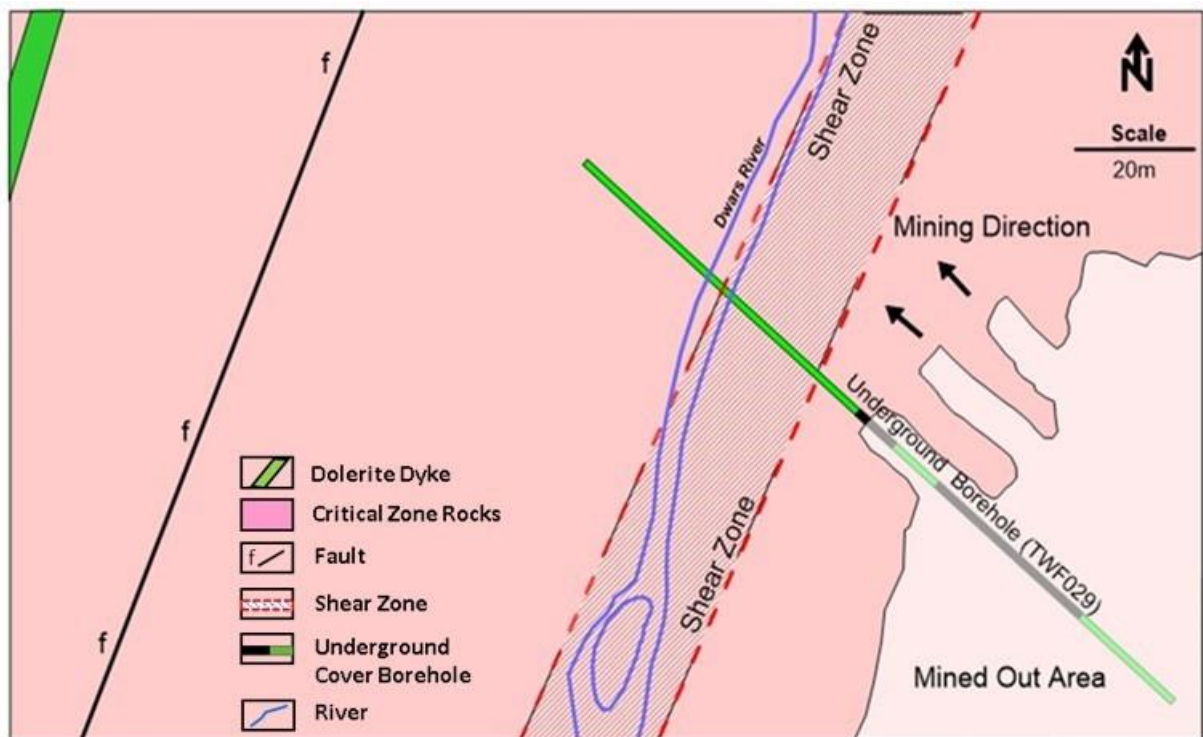 f
f
f
Dwars River
Shear Zone
Shear Zone
N
Scale
20m
Mining Direction
Underground Borehole (TWF029)
Mined Out Area
Dolerite Dyke
Critical Zone Rocks
f
Fault
Shear Zone
Underground
Cover Borehole
River